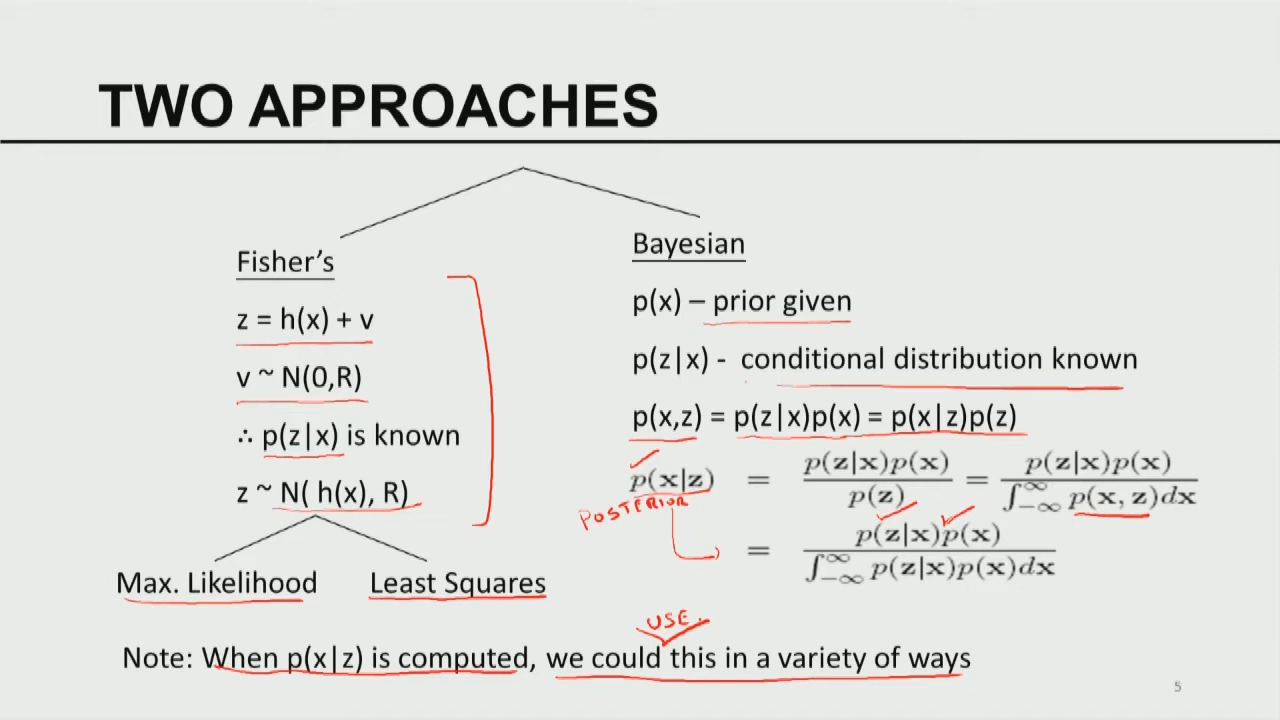 TWO APPROACHES
Fisher's
z = h(x) + v
v ~ N(0,R)
∴ p(z|x) is known
z ~ N( h(x), R)
Max. Likelihood
Least Squares
Bayesian
p(x) – prior given
p(z|x) - conditional distribution known
p(x,z) = p(z|x)p(x) = p(x|z)p(z)
p(x|z) = p(z|x)p(x) / p(z) = p(z|x)p(x) / ∫_{-∞}^{∞} p(x, z)dx
POSTERIOR
= p(z|x)p(x) / ∫_{-∞}^{∞} p(z|x)p(x)dx
USE.
Note: When p(x|z) is computed, we could this in a variety of ways
5